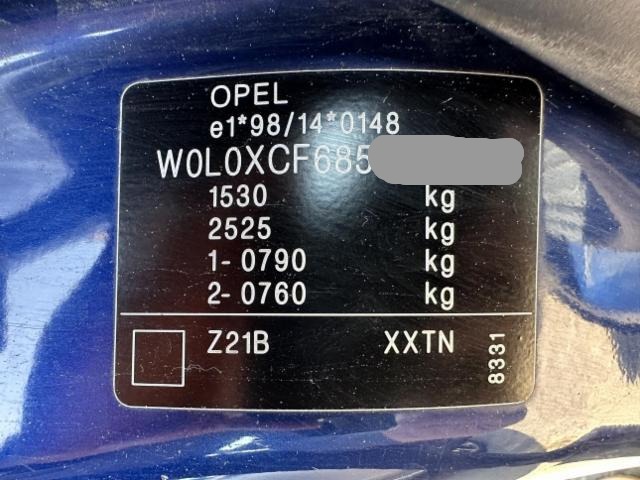 OPEL
e1*98/14*0148
W0L0XCF685
1530 kg
2525 kg
1- 0790 kg
2- 0760 kg
Z21B XXTN
8331